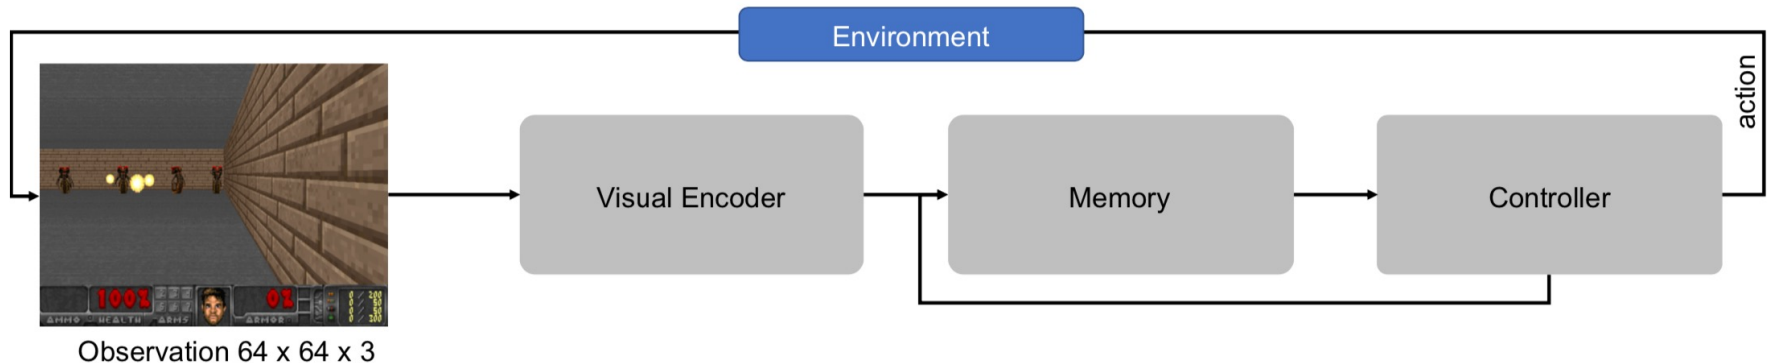 Environment
action
Visual Encoder
Memory
Controller
100%
0%
AMMO
HEALTH
ARMS
ARMOR
Observation 64 x 64 x 3